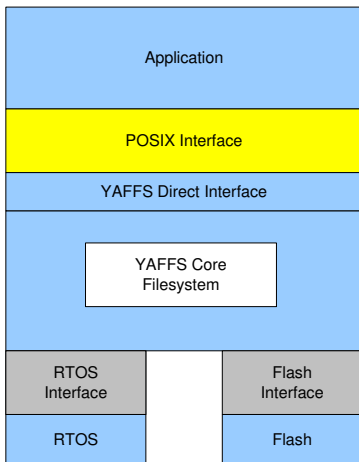 Application
POSIX Interface
YAFFS Direct Interface
YAFFS Core
Filesystem
RTOS
Interface
Flash
Interface
RTOS
Flash